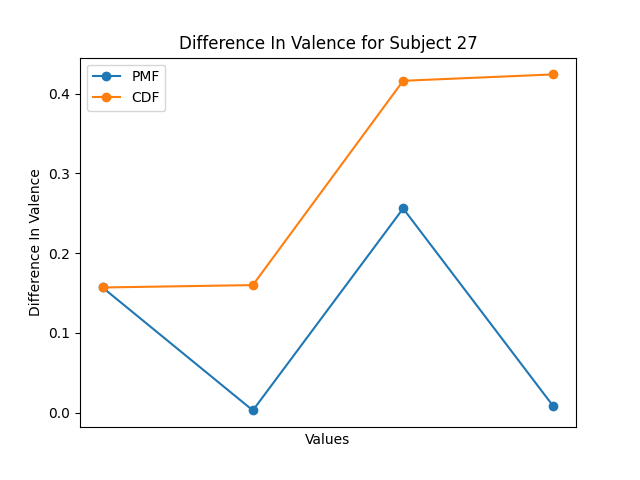 Difference In Valence for Subject 27
PMF
CDF
0.4
0.3
0.2
0.1
0.0
Difference In Valence
Values